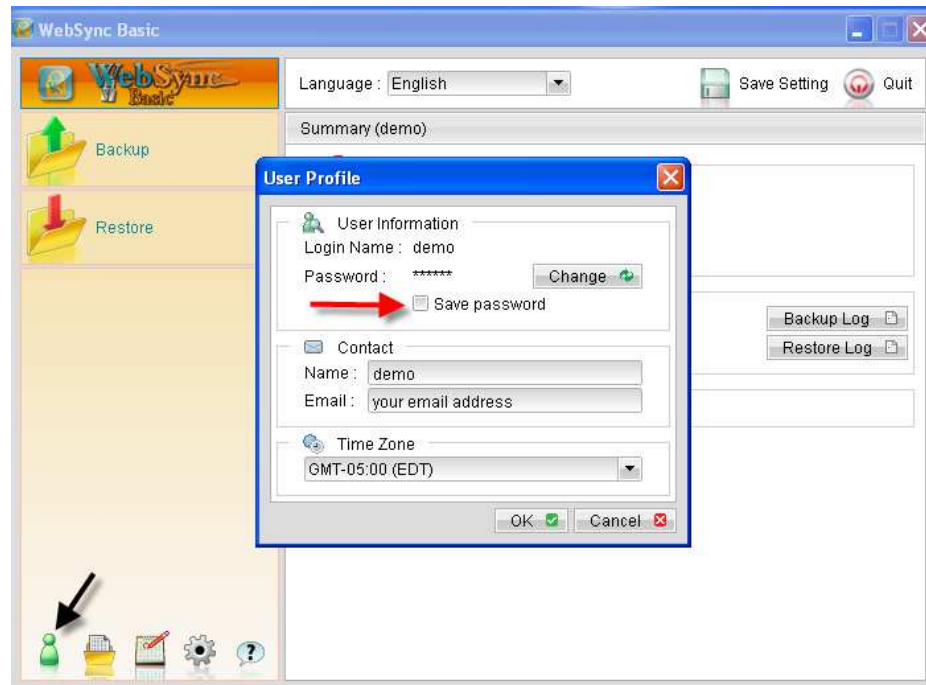 WebSync Basic
WebSync
Basic
Language : English
Save Setting
Quit
Backup
Restore
Summary (demo)
User Profile
User Information
Login Name : demo
Password : ******
Change
Save password
Contact
Name : demo
Email : your email address
Time Zone
GMT-05:00 (EDT)
OK
Cancel
Backup Log
Restore Log